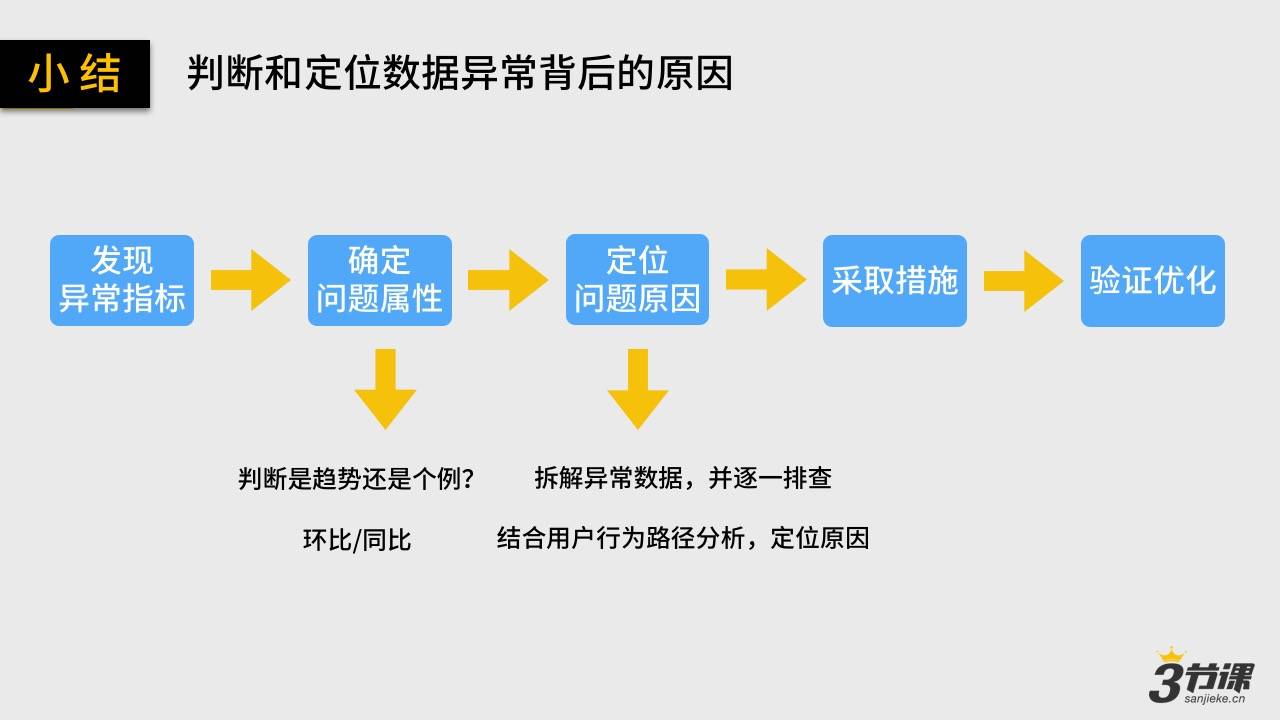 小结
判断和定位数据异常背后的原因
发现
异常指标
确定
问题属性
定位
问题原因
采取措施
验证优化
判断是趋势还是个例？
环比/同比
拆解异常数据，并逐一排查
结合用户行为路径分析，定位原因
3节课
sanjieke.cn